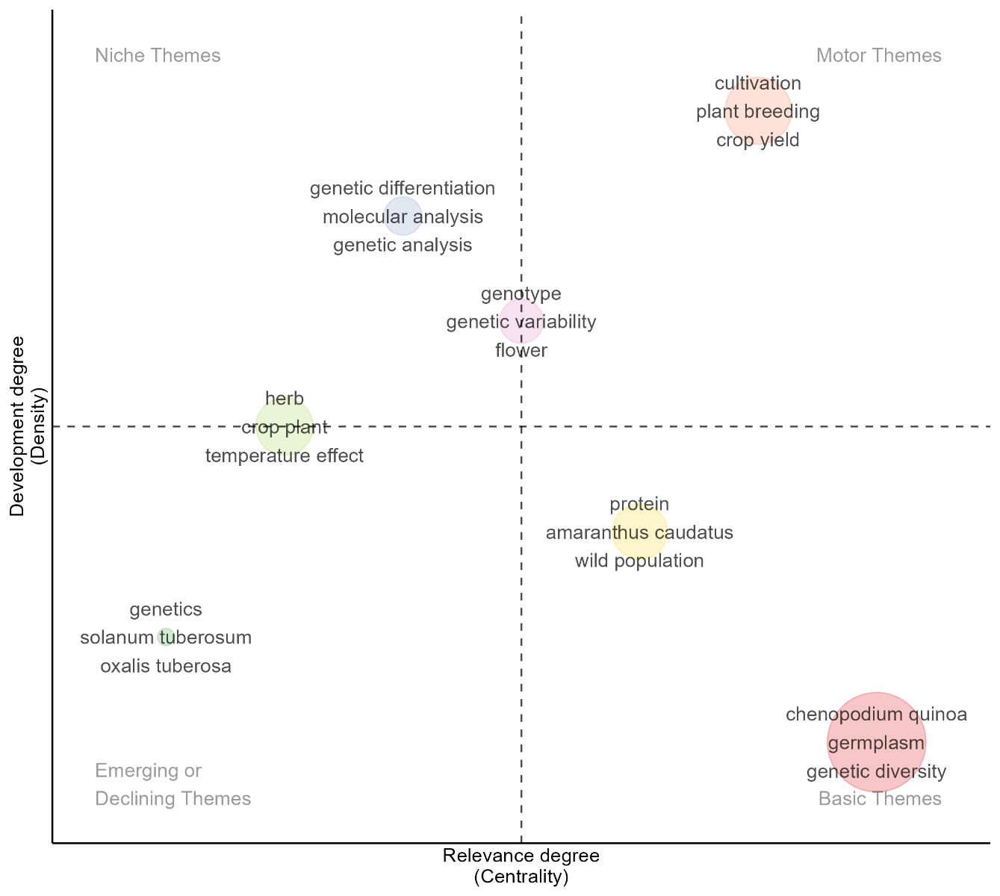 Niche Themes
Motor Themes
cultivation
plant breeding
crop yield
genetic differentiation
molecular analysis
genetic analysis
genotype
genetic variability
flower
herb
crop plant
temperature effect
Development degree
(Density)
protein
amaranthus caudatus
wild population
genetics
solanum tuberosum
oxalis tuberosa
chenopodium quinoa
germplasm
genetic diversity
Emerging or
Declining Themes
Basic Themes
Relevance degree
(Centrality)